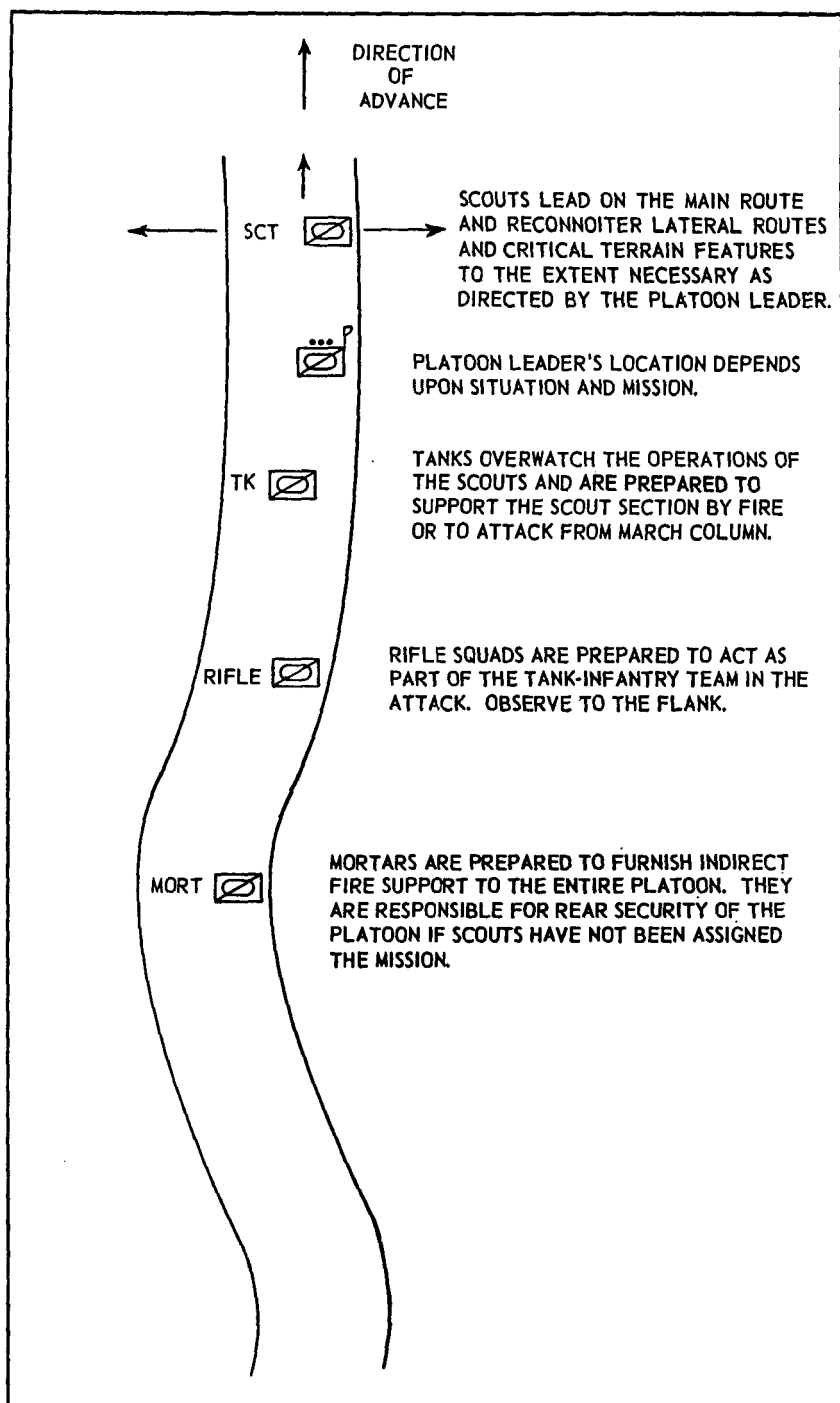 DIRECTION
OF
ADVANCE
SCT
SCOUTS LEAD ON THE MAIN ROUTE
AND RECONNOITER LATERAL ROUTES
AND CRITICAL TERRAIN FEATURES
TO THE EXTENT NECESSARY AS
DIRECTED BY THE PLATOON LEADER.
PLATOON LEADER'S LOCATION DEPENDS
UPON SITUATION AND MISSION.
TK
TANKS OVERWATCH THE OPERATIONS OF
THE SCOUTS AND ARE PREPARED TO
SUPPORT THE SCOUT SECTION BY FIRE
OR TO ATTACK FROM MARCH COLUMN.
RIFLE
RIFLE SQUADS ARE PREPARED TO ACT AS
PART OF THE TANK-INFANTRY TEAM IN THE
ATTACK. OBSERVE TO THE FLANK.
MORT
MORTARS ARE PREPARED TO FURNISH INDIRECT
FIRE SUPPORT TO THE ENTIRE PLATOON. THEY
ARE RESPONSIBLE FOR REAR SECURITY OF THE
PLATOON IF SCOUTS HAVE NOT BEEN ASSIGNED
THE MISSION.